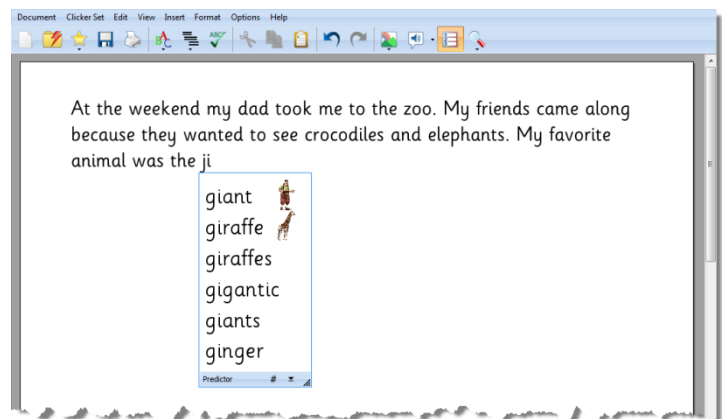 Document Clicker Set Edit View Insert Format Options Help
ABC
At the weekend my dad took me to the zoo. My friends came along
because they wanted to see crocodiles and elephants. My favorite
animal was the ji
giant
giraffe
giraffes
gigantic
giants
ginger
Predictor #